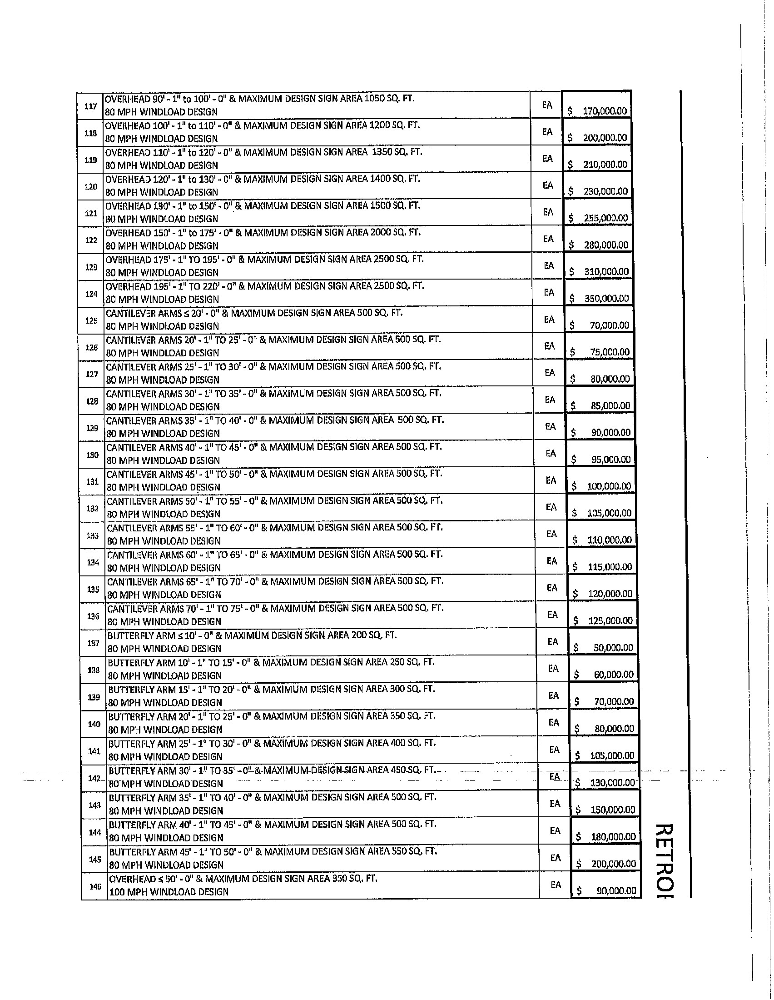 117 OVERHEAD 90' - 1" to 100' - 0" & MAXIMUM DESIGN SIGN AREA 1050 SQ. FT.
80 MPH WINDLOAD DESIGN EA $ 170,000.00
118 OVERHEAD 100' - 1" to 110' - 0" & MAXIMUM DESIGN SIGN AREA 1200 SQ. FT.
80 MPH WINDLOAD DESIGN EA $ 200,000.00
119 OVERHEAD 110' - 1" to 120' - 0" & MAXIMUM DESIGN SIGN AREA 1350 SQ. FT.
80 MPH WINDLOAD DESIGN EA $ 210,000.00
120 OVERHEAD 120' - 1" to 130' - 0" & MAXIMUM DESIGN SIGN AREA 1400 SQ. FT.
80 MPH WINDLOAD DESIGN EA $ 230,000.00
121 OVERHEAD 130' - 1" to 150' - 0" & MAXIMUM DESIGN SIGN AREA 1500 SQ. FT.
80 MPH WINDLOAD DESIGN EA $ 255,000.00
122 OVERHEAD 150' - 1" to 175' - 0" & MAXIMUM DESIGN SIGN AREA 2000 SQ. FT.
80 MPH WINDLOAD DESIGN EA $ 280,000.00
123 OVERHEAD 175' - 1" TO 195' - 0" & MAXIMUM DESIGN SIGN AREA 2500 SQ. FT.
80 MPH WINDLOAD DESIGN EA $ 310,000.00
124 OVERHEAD 195' - 1" TO 220' - 0" & MAXIMUM DESIGN SIGN AREA 2500 SQ. FT.
80 MPH WINDLOAD DESIGN EA $ 350,000.00
125 CANTILEVER ARMS ≤ 20' - 0" & MAXIMUM DESIGN SIGN AREA 500 SQ. FT.
80 MPH WINDLOAD DESIGN EA $ 70,000.00
126 CANTILEVER ARMS 20' - 1" TO 25' - 0" & MAXIMUM DESIGN SIGN AREA 500 SQ. FT.
80 MPH WINDLOAD DESIGN EA $ 75,000.00
127 CANTILEVER ARMS 25' - 1" TO 30' - 0" & MAXIMUM DESIGN SIGN AREA 500 SQ. FT.
80 MPH WINDLOAD DESIGN EA $ 80,000.00
128 CANTILEVER ARMS 30' - 1" TO 35' - 0" & MAXIMUM DESIGN SIGN AREA 500 SQ. FT.
80 MPH WINDLOAD DESIGN EA $ 85,000.00
129 CANTILEVER ARMS 35' - 1" TO 40' - 0" & MAXIMUM DESIGN SIGN AREA 500 SQ. FT.
80 MPH WINDLOAD DESIGN EA $ 90,000.00
130 CANTILEVER ARMS 40' - 1" TO 45' - 0" & MAXIMUM DESIGN SIGN AREA 500 SQ. FT.
80 MPH WINDLOAD DESIGN EA $ 95,000.00
131 CANTILEVER ARMS 45' - 1" TO 50' - 0" & MAXIMUM DESIGN SIGN AREA 500 SQ. FT.
80 MPH WINDLOAD DESIGN EA $ 100,000.00
132 CANTILEVER ARMS 50' - 1" TO 55' - 0" & MAXIMUM DESIGN SIGN AREA 500 SQ. FT.
80 MPH WINDLOAD DESIGN EA $ 105,000.00
133 CANTILEVER ARMS 55' - 1" TO 60' - 0" & MAXIMUM DESIGN SIGN AREA 500 SQ. FT.
80 MPH WINDLOAD DESIGN EA $ 110,000.00
134 CANTILEVER ARMS 60' - 1" TO 65' - 0" & MAXIMUM DESIGN SIGN AREA 500 SQ. FT.
80 MPH WINDLOAD DESIGN EA $ 115,000.00
135 CANTILEVER ARMS 65' - 1" TO 70' - 0" & MAXIMUM DESIGN SIGN AREA 500 SQ. FT.
80 MPH WINDLOAD DESIGN EA $ 120,000.00
136 CANTILEVER ARMS 70' - 1" TO 75' - 0" & MAXIMUM DESIGN SIGN AREA 500 SQ. FT.
80 MPH WINDLOAD DESIGN EA $ 125,000.00
137 BUTTERFLY ARM ≤ 10' - 0" & MAXIMUM DESIGN SIGN AREA 200 SQ. FT.
80 MPH WINDLOAD DESIGN EA $ 50,000.00
138 BUTTERFLY ARM 10' - 1" TO 15' - 0" & MAXIMUM DESIGN SIGN AREA 250 SQ. FT.
80 MPH WINDLOAD DESIGN EA $ 60,000.00
139 BUTTERFLY ARM 15' - 1" TO 20' - 0" & MAXIMUM DESIGN SIGN AREA 300 SQ. FT.
80 MPH WINDLOAD DESIGN EA $ 70,000.00
140 BUTTERFLY ARM 20' - 1" TO 25' - 0" & MAXIMUM DESIGN SIGN AREA 350 SQ. FT.
80 MPH WINDLOAD DESIGN EA $ 80,000.00
141 BUTTERFLY ARM 25' - 1" TO 30' - 0" & MAXIMUM DESIGN SIGN AREA 400 SQ. FT.
80 MPH WINDLOAD DESIGN EA $ 105,000.00
142 BUTTERFLY ARM 30' - 1" TO 35' - 0" & MAXIMUM DESIGN SIGN AREA 450 SQ. FT.
80 MPH WINDLOAD DESIGN EA $ 130,000.00
143 BUTTERFLY ARM 35' - 1" TO 40' - 0" & MAXIMUM DESIGN SIGN AREA 500 SQ. FT.
80 MPH WINDLOAD DESIGN EA $ 150,000.00
144 BUTTERFLY ARM 40' - 1" TO 45' - 0" & MAXIMUM DESIGN SIGN AREA 500 SQ. FT.
80 MPH WINDLOAD DESIGN EA $ 180,000.00
145 BUTTERFLY ARM 45' - 1" TO 50' - 0" & MAXIMUM DESIGN SIGN AREA 550 SQ. FT.
80 MPH WINDLOAD DESIGN EA $ 200,000.00
146 OVERHEAD ≤ 50' - 0" & MAXIMUM DESIGN SIGN AREA 350 SQ. FT.
100 MPH WINDLOAD DESIGN EA $ 90,000.00
RETROI